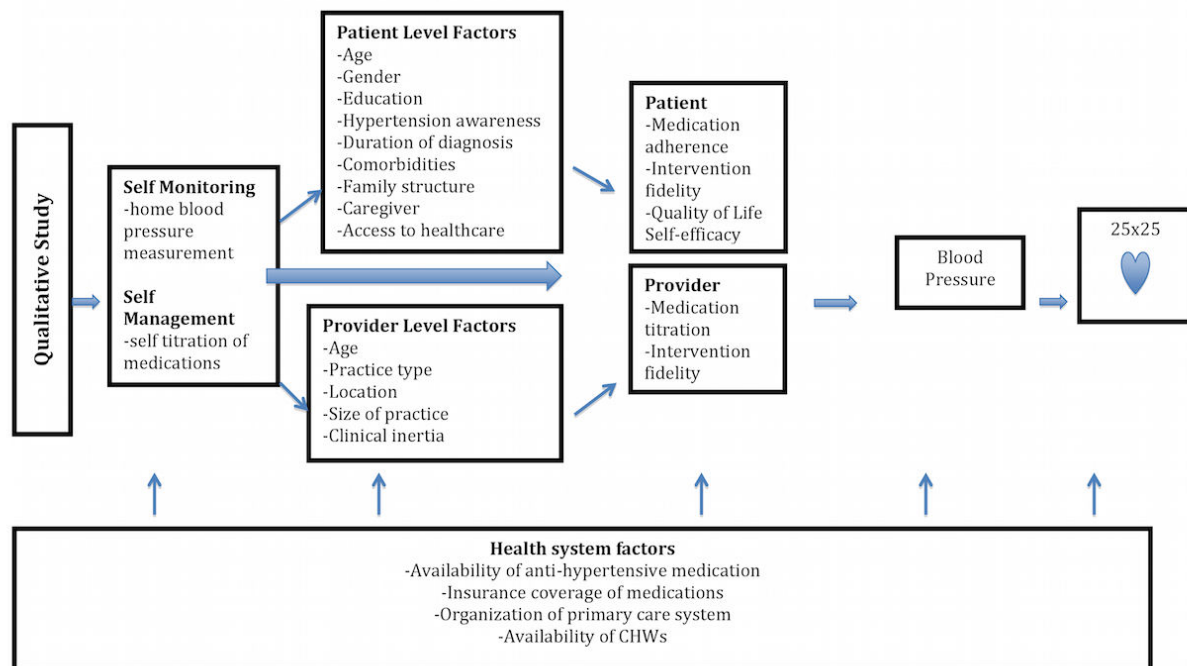 Qualitative Study
Self Monitoring
-home blood
pressure
measurement
Self
Management
-self titration of
medications
Patient Level Factors
-Age
-Gender
-Education
-Hypertension awareness
-Duration of diagnosis
-Comorbidities
-Family structure
-Caregiver
-Access to healthcare
Provider Level Factors
-Age
-Practice type
-Location
-Size of practice
-Clinical inertia
Patient
-Medication
adherence
-Intervention
fidelity
-Quality of Life
Self-efficacy
Provider
-Medication
titration
-Intervention
fidelity
Blood
Pressure
25x25
Health system factors
-Availability of anti-hypertensive medication
-Insurance coverage of medications
-Organization of primary care system
-Availability of CHWs